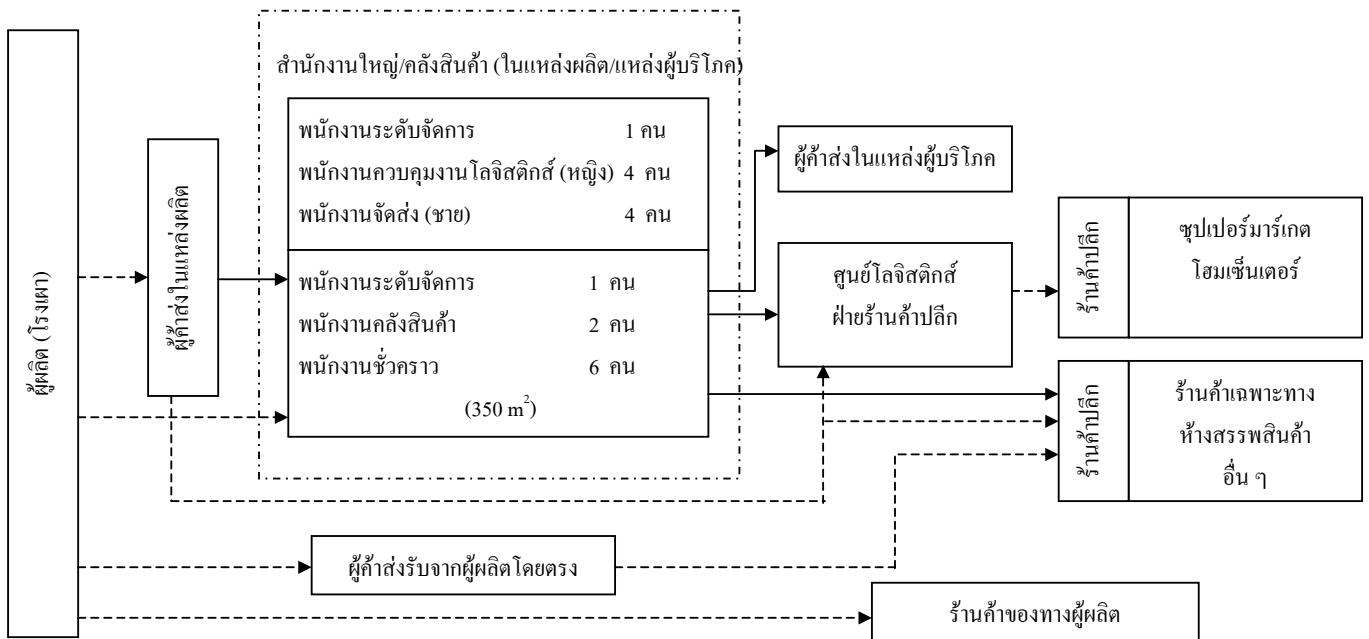 ผู้ผลิต (โรงเผา)
ผู้ค้าส่งในแหล่งผลิต
สำนักงานใหญ่/คลังสินค้า (ในแหล่งผลิต/แหล่งผู้บริโภค)
พนักงานระดับจัดการ 1 คน
พนักงานควบคุมงานโลจิสติกส์ (หญิง) 4 คน
พนักงานจัดส่ง (ชาย) 4 คน
พนักงานระดับจัดการ 1 คน
พนักงานคลังสินค้า 2 คน
พนักงานชั่วคราว 6 คน
(350 m²)
ผู้ค้าส่งในแหล่งผู้บริโภค
ศูนย์โลจิสติกส์
ฝ่ายร้านค้าปลีก
ร้านค้าปลีก
ซุปเปอร์มาร์เกต
โฮมเซ็นเตอร์
ร้านค้าปลีก
ร้านค้าเฉพาะทาง
ห้างสรรพสินค้า
อื่น ๆ
ผู้ค้าส่งรับจากผู้ผลิตโดยตรง
ร้านค้าของทางผู้ผลิต